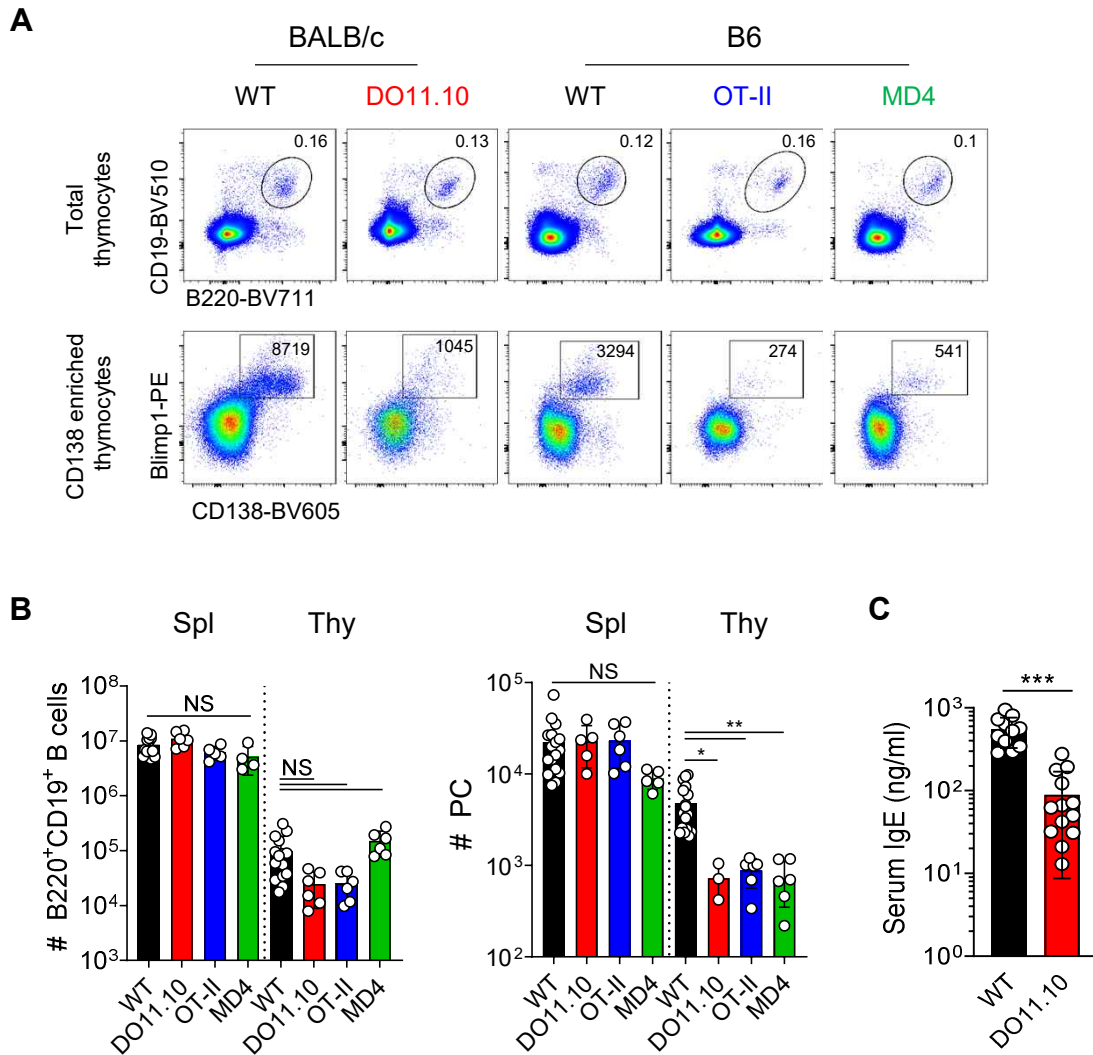 A
BALB/c
B6
WT
DO11.10
WT
OT-II
MD4
Total
thymocytes
CD19-BV510
0.16
0.13
0.12
0.16
0.1
B220-BV711
CD138 enriched
thymocytes
Blimp1-PE
8719
1045
3294
274
541
CD138-BV605
B
Spl
Thy
# B220⁺CD19⁺ B cells
10⁸
10⁷
10⁶
10⁵
10⁴
10³
NS
NS
WT
DO11.10
OT-II
MD4
WT
DO11.10
OT-II
MD4
Spl
Thy
# PC
10⁵
10⁴
10³
10²
NS
**
*
WT
DO11.10
OT-II
MD4
WT
DO11.10
OT-II
MD4
C
***
Serum IgE (ng/ml)
10³
10²
10¹
10⁰
WT
DO11.10